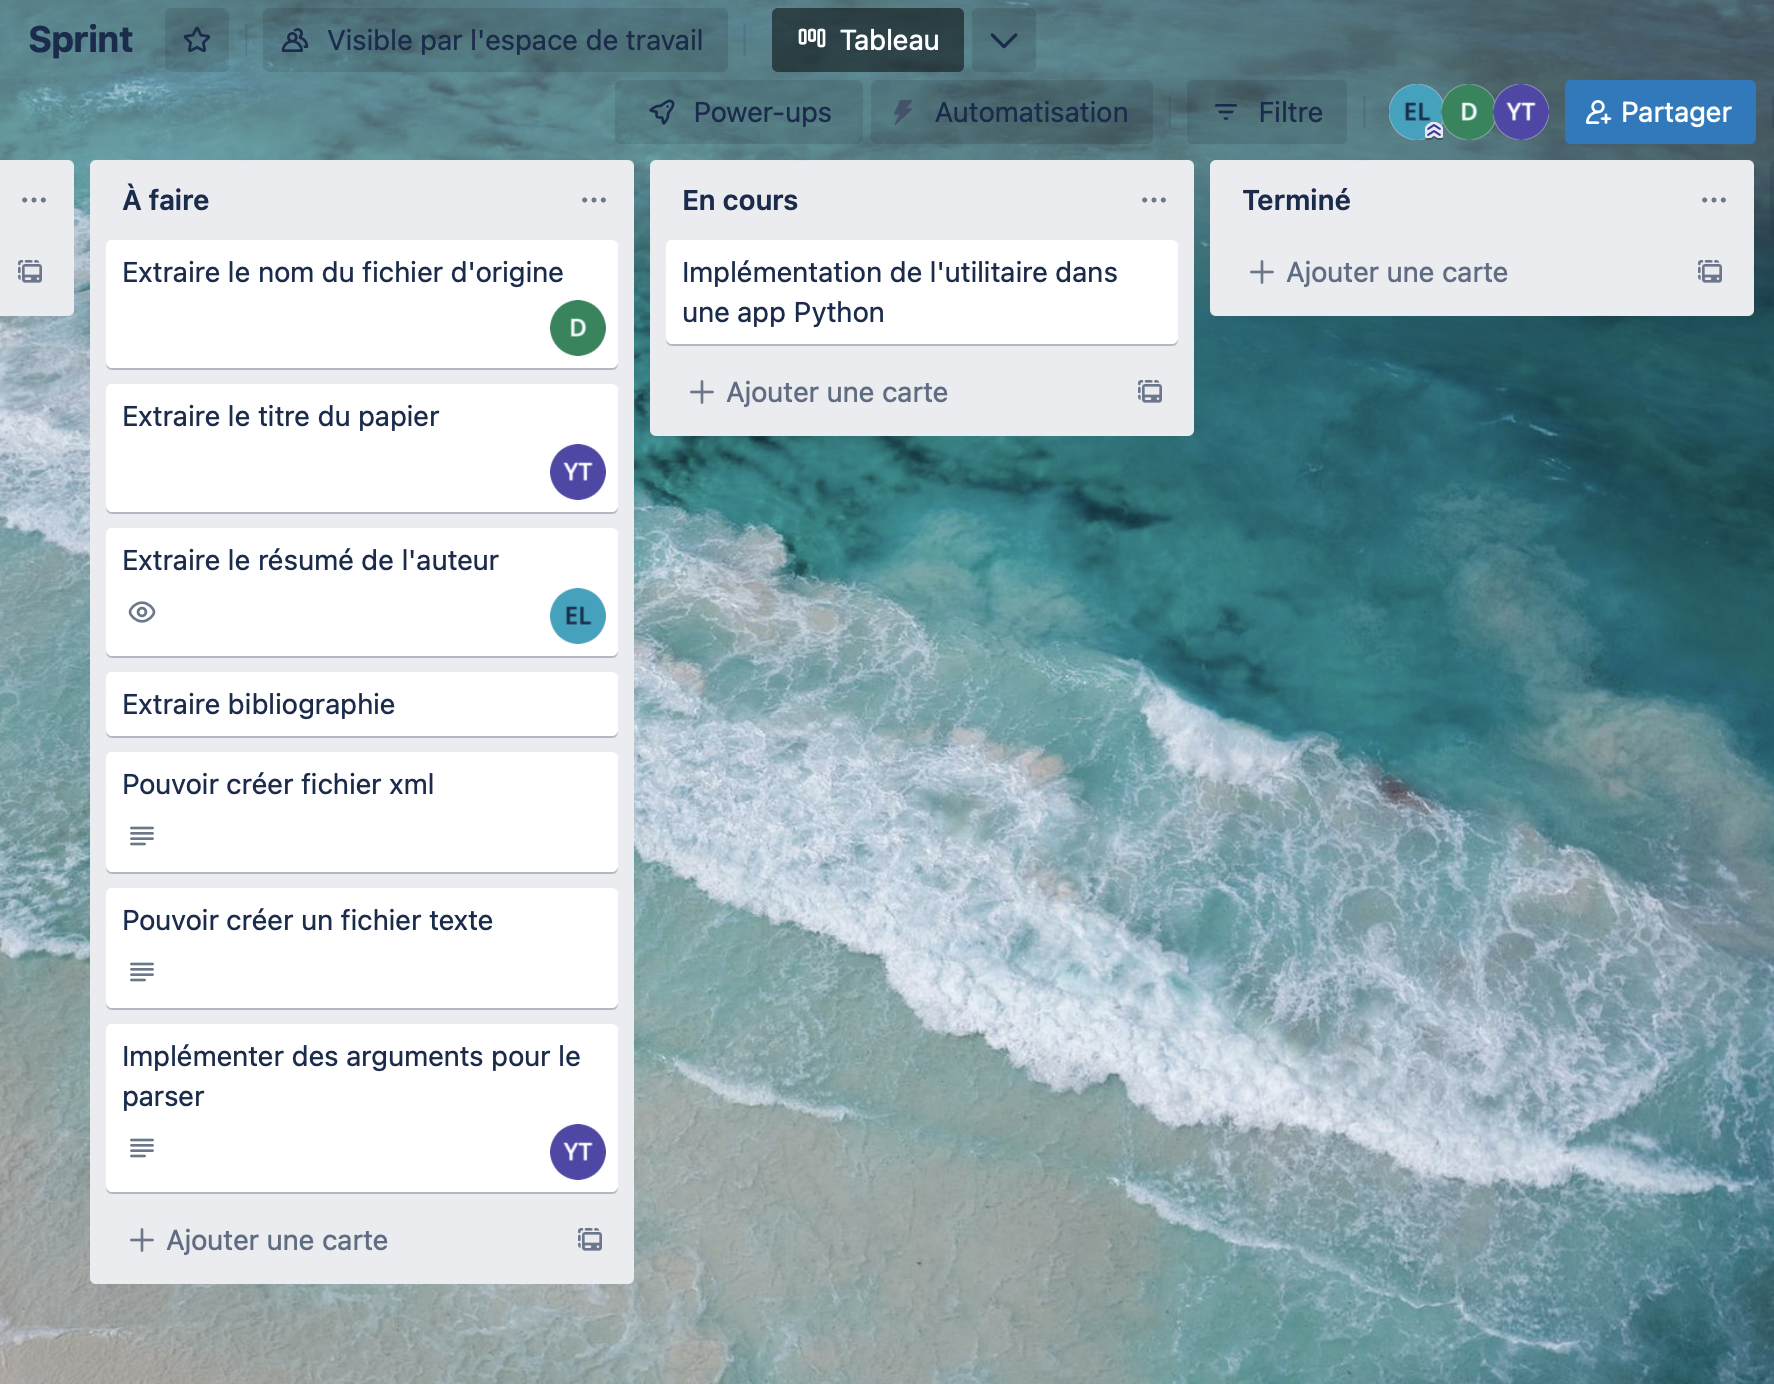 Sprint
Visible par l'espace de travail
Tableau
Power-ups
Automatisation
Filtre
EL
D
YT
Partager
À faire
Extraire le nom du fichier d'origine
D
Extraire le titre du papier
YT
Extraire le résumé de l'auteur
EL
Extraire bibliographie
Pouvoir créer fichier xml
Pouvoir créer un fichier texte
Implémenter des arguments pour le
parser
YT
Ajouter une carte
En cours
Implémentation de l'utilitaire dans
une app Python
Ajouter une carte
Terminé
Ajouter une carte